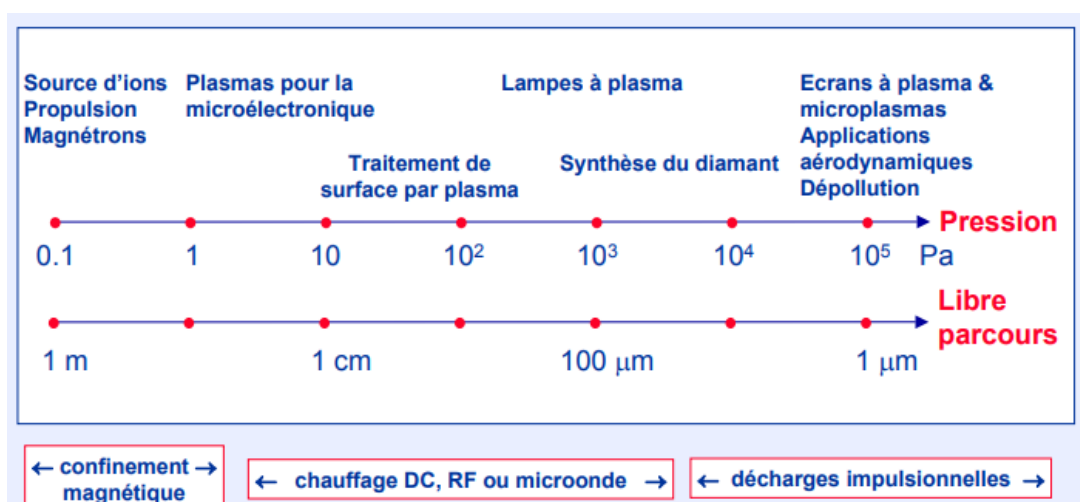 Source d'ions
Propulsion
Magnétrons
Plasmas pour la
microélectronique
Lampes à plasma
Ecrans à plasma &
microplasmas
Applications
aérodynamiques
Dépollution
Traitement de
surface par plasma
Synthèse du diamant
Pression
0.1 1 10 10² 10³ 10⁴ 10⁵ Pa
Libre
parcours
1 m 1 cm 100 µm 1 µm
← confinement →
magnétique
← chauffage DC, RF ou microonde →
← décharges impulsionnelles →